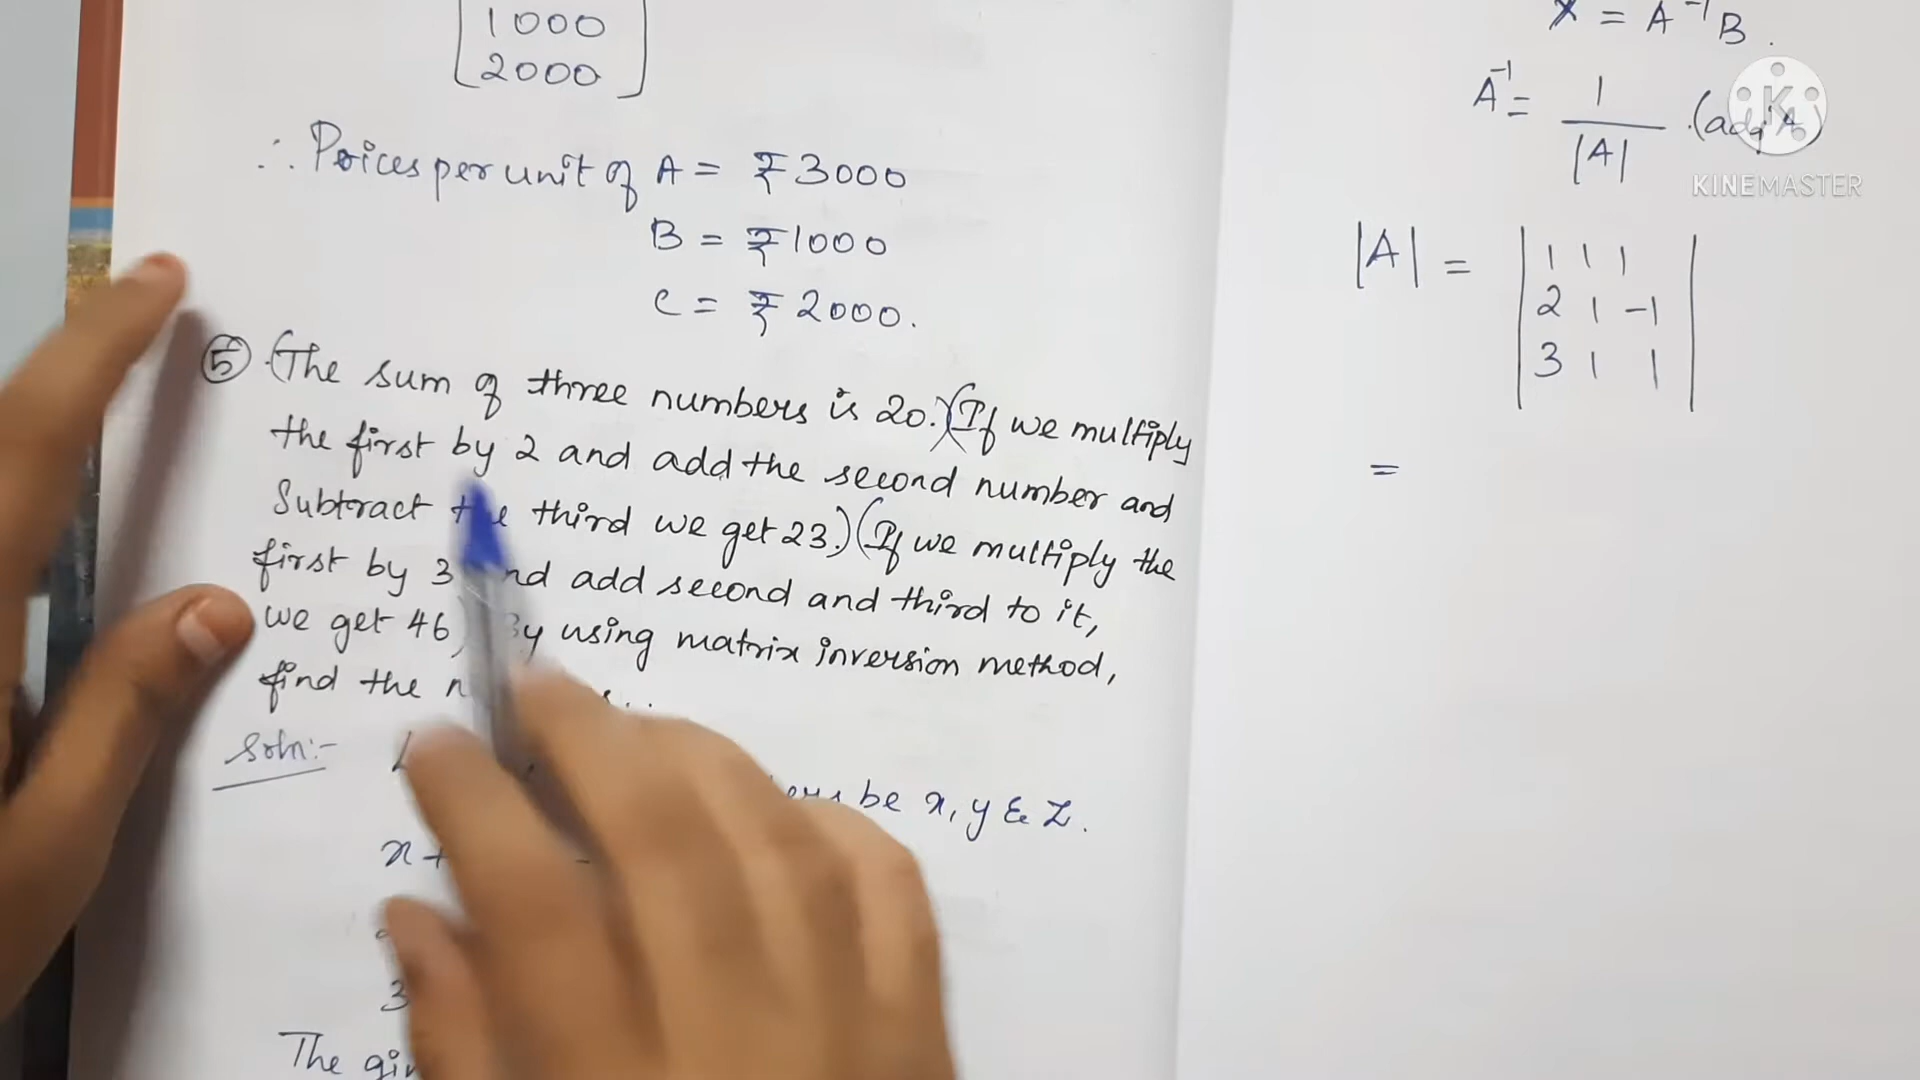 1000
2000
∴ Prices per unit of A = ₹3000
B = ₹1000
C = ₹2000.
⑤ (The sum of three numbers is 20.)(If we multiply
the first by 2 and add the second number and
Subtract the third we get 23.)(If we multiply the
first by 3 add second and third to it,
we get 46) By using matrix inversion method,
find the
Soln:-
be x, y & z.
x +
3
The
X = A⁻¹ B.
A⁻¹ = 1/|A| .(adj A)
KINEMASTER
|A| = | 1 1 1
2 1 -1
3 1 1 |
=